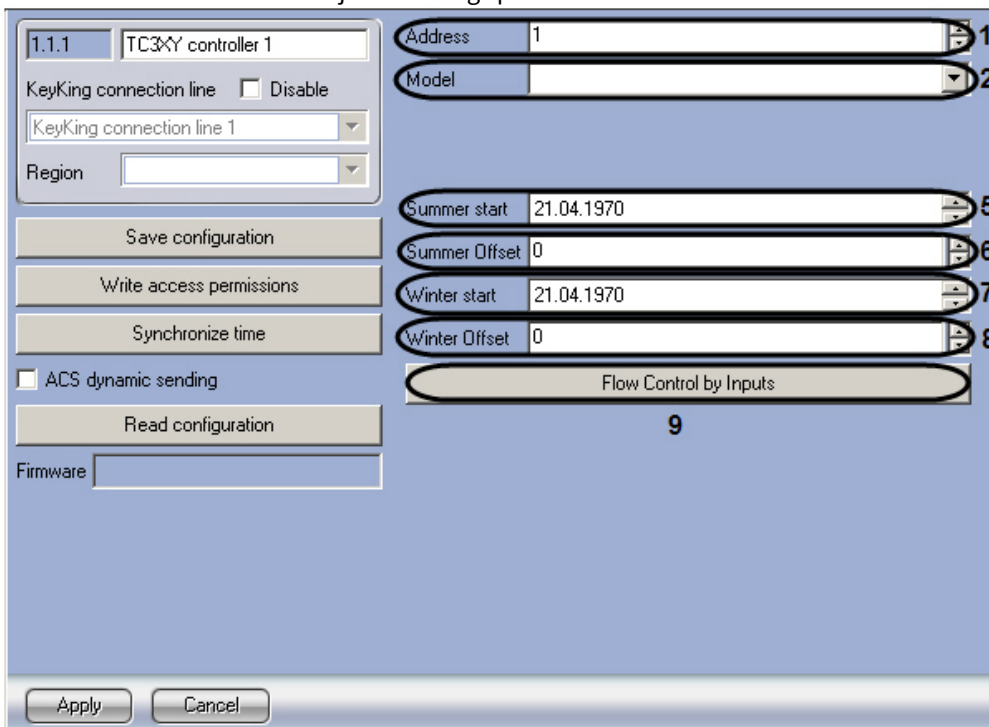 1.1.1 TC3XY controller 1
KeyKing connection line Disable
KeyKing connection line 1
Region
Save configuration
Write access permissions
Synchronize time
ACS dynamic sending
Read configuration
Firmware
Address 1 1
Model 2
Summer start 21.04.1970 5
Summer Offset 0 6
Winter start 21.04.1970 7
Winter Offset 0 8
Flow Control by Inputs
9
Apply Cancel